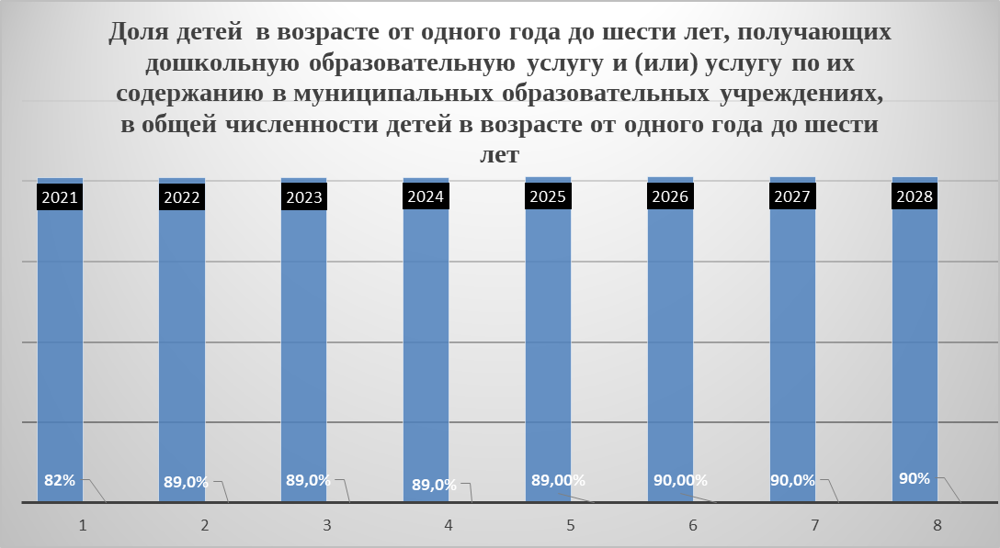 Доля детей  в возрасте от одного года до шести лет, получающих
дошкольную образовательную услугу и (или) услугу по их
содержанию в муниципальных образовательных учреждениях,
в общей численности детей в возрасте от одного года до шести
лет
2021 2022 2023 2024 2025 2026 2027 2028
82% 89,0% 89,0% 89,0% 89,00% 90,00% 90,0% 90%
1 2 3 4 5 6 7 8